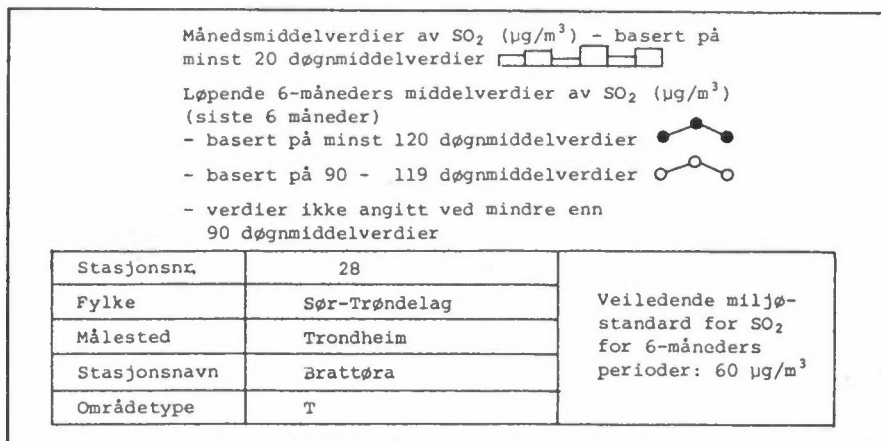 Månedsmiddelverdier av SO₂ (μg/m³) - basert på
minst 20 døgnmiddelverdier
Løpende 6-måneders middelverdier av SO₂ (μg/m³)
(siste 6 måneder)
- basert på minst 120 døgnmiddelverdier
- basert på 90 - 119 døgnmiddelverdier
- verdier ikke angitt ved mindre enn
90 døgnmiddelverdier
Stasjonsnr. 28
Fylke Sør-Trøndelag
Målested Trondheim
Stasjonsnavn Brattøra
Områdetype T
Veiledende miljø-
standard for SO₂
for 6-måneders
perioder: 60 μg/m³